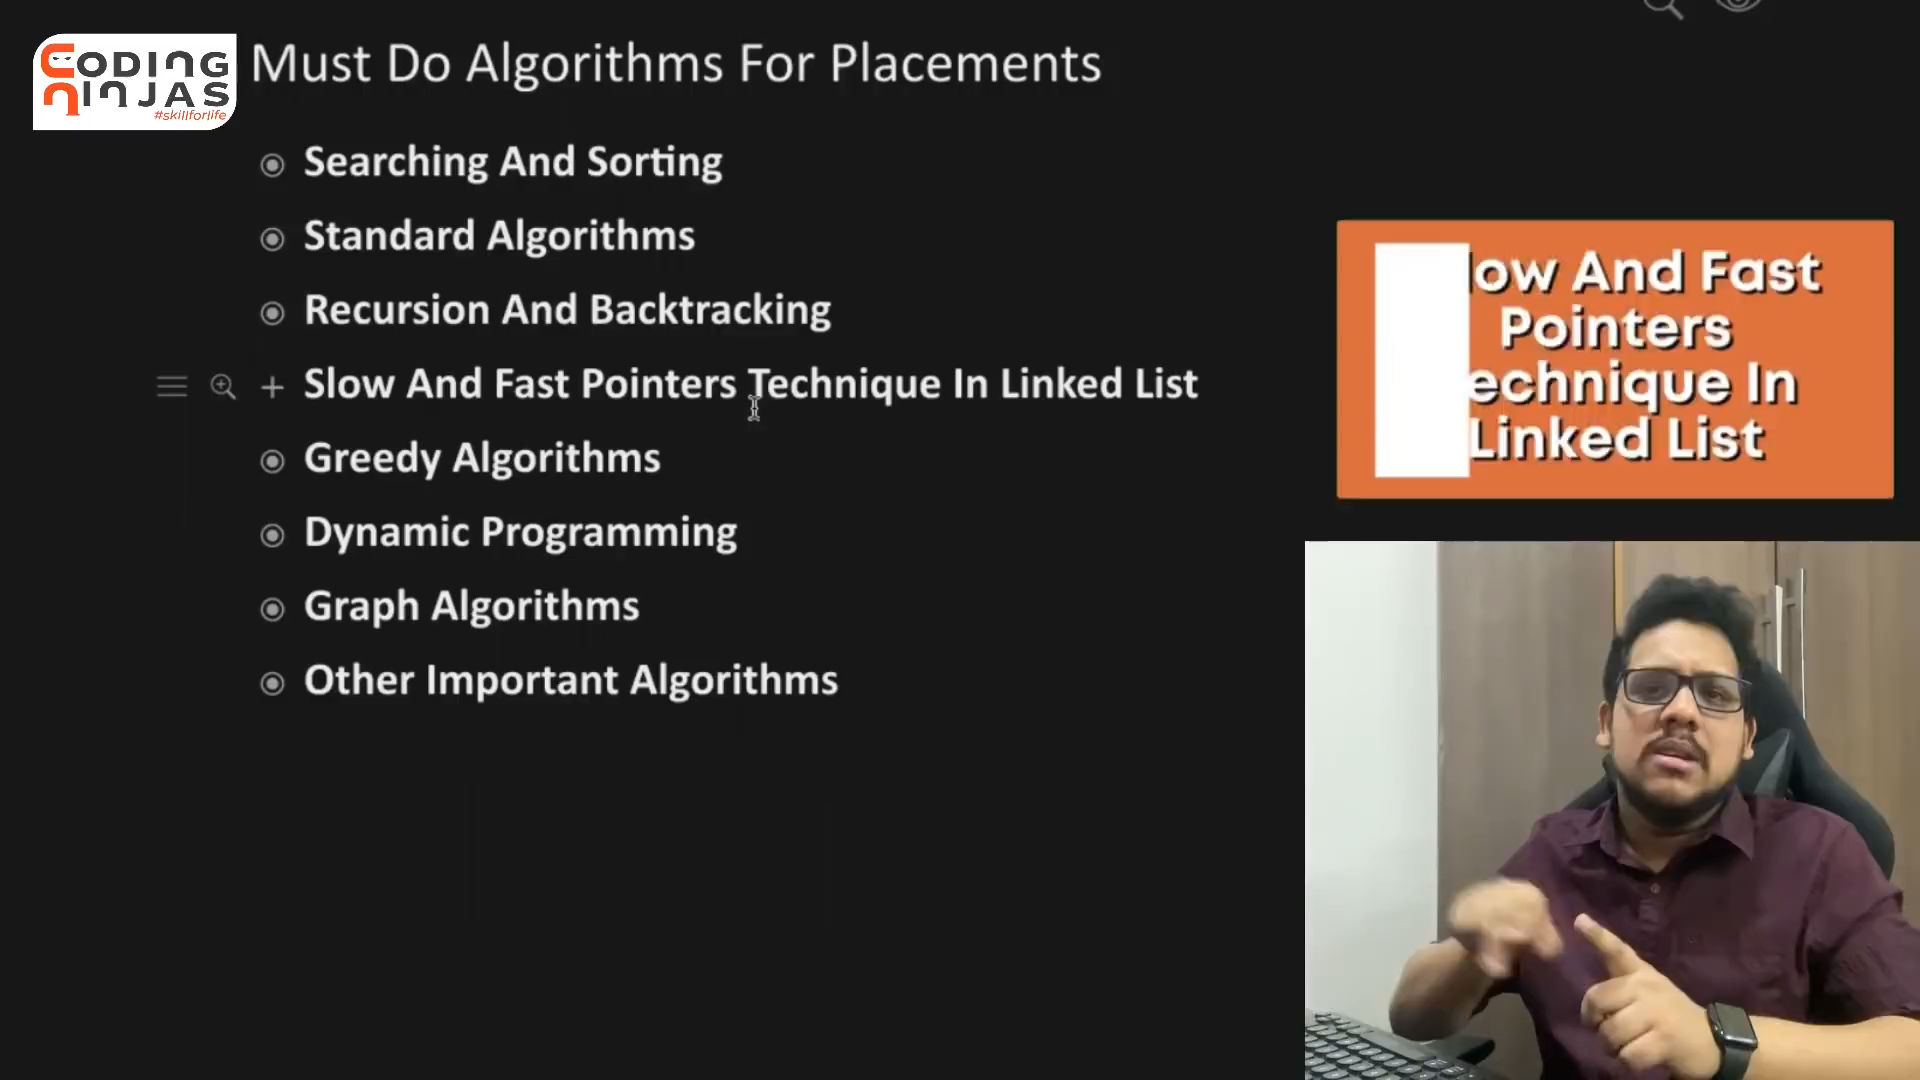 CODING
NINJAS
#skillforlife
Must Do Algorithms For Placements
Searching And Sorting
Standard Algorithms
Recursion And Backtracking
Slow And Fast Pointers Technique In Linked List
Greedy Algorithms
Dynamic Programming
Graph Algorithms
Other Important Algorithms
low And Fast
Pointers
echnique In
Linked List